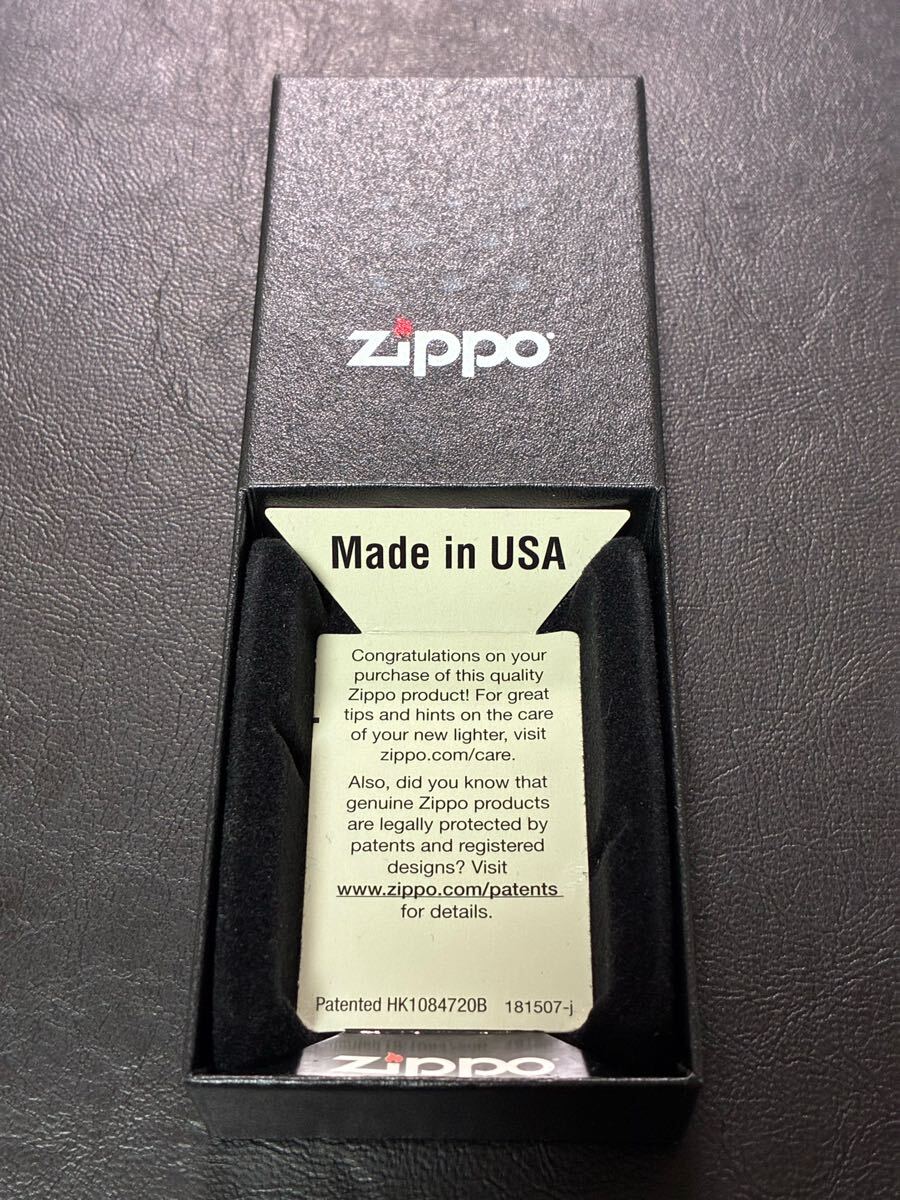 zippo
Made in USA
Congratulations on your
purchase of this quality
Zippo product! For great
tips and hints on the care
of your new lighter, visit
zippo.com/care.
Also, did you know that
genuine Zippo products
are legally protected by
patents and registered
designs? Visit
www.zippo.com/patents
for details.
Patented HK1084720B 181507-j
zippo